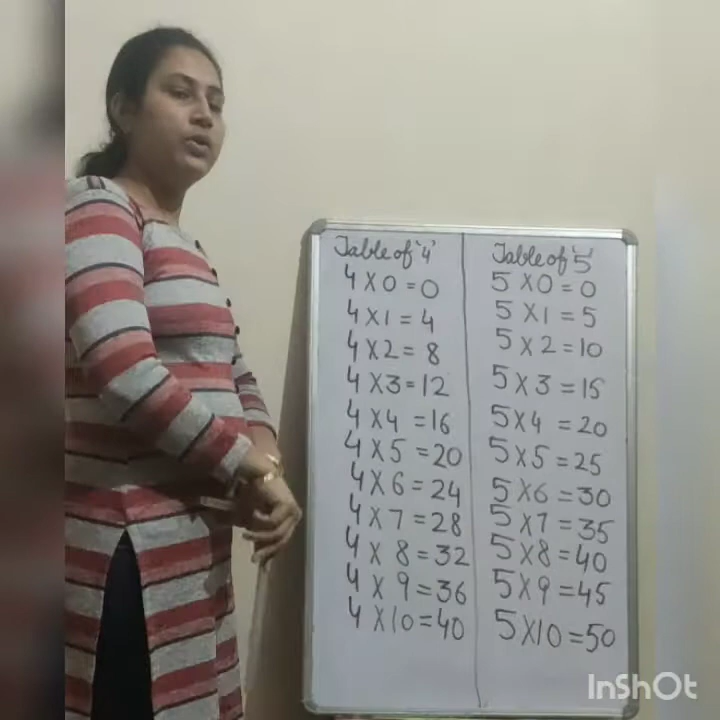 Table of '4'
4 X 0 = 0
4 X 1 = 4
4 X 2 = 8
4 X 3 = 12
4 X 4 = 16
4 X 5 = 20
4 X 6 = 24
4 X 7 = 28
4 X 8 = 32
4 X 9 = 36
4 X 10 = 40
Table of '5'
5 X 0 = 0
5 X 1 = 5
5 X 2 = 10
5 X 3 = 15
5 X 4 = 20
5 X 5 = 25
5 X 6 = 30
5 X 7 = 35
5 X 8 = 40
5 X 9 = 45
5 X 10 = 50
InShOt